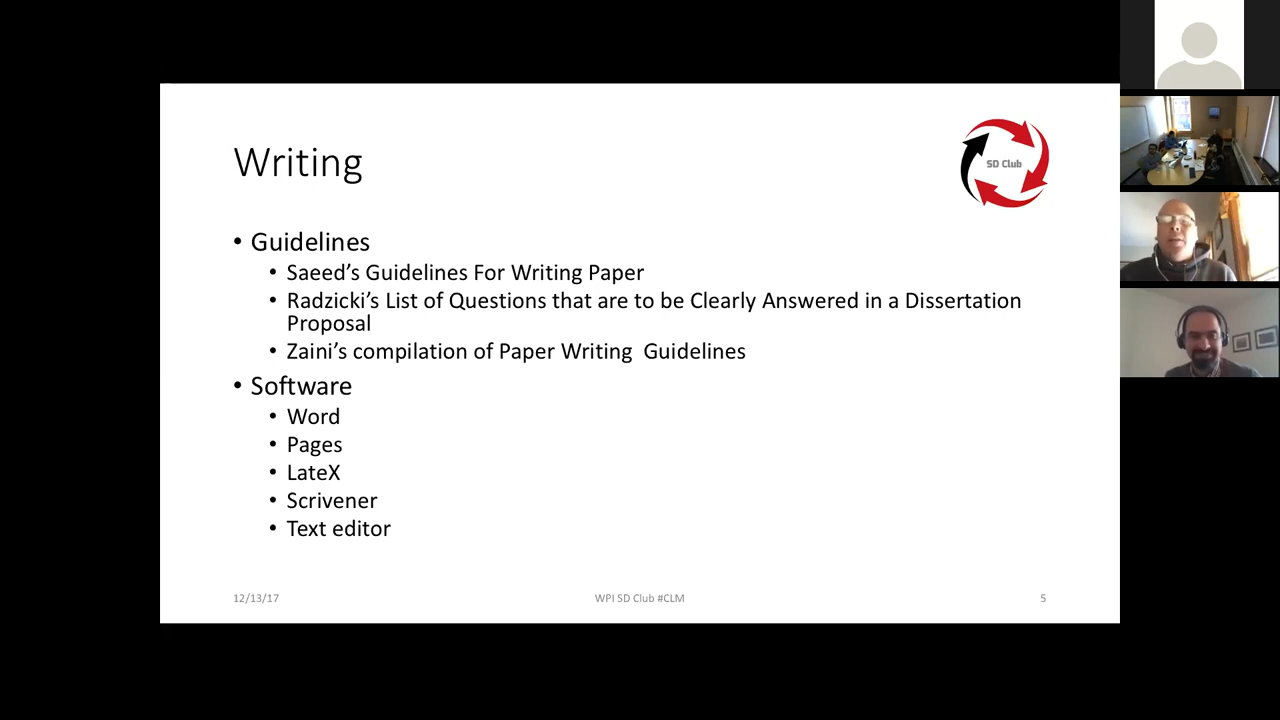 Writing
SD Club
• Guidelines
• Saeed’s Guidelines For Writing Paper
• Radzicki’s List of Questions that are to be Clearly Answered in a Dissertation
Proposal
• Zaini’s compilation of Paper Writing  Guidelines
• Software
• Word
• Pages
• LateX
• Scrivener
• Text editor
12/13/17
WPI SD Club #CLM
5